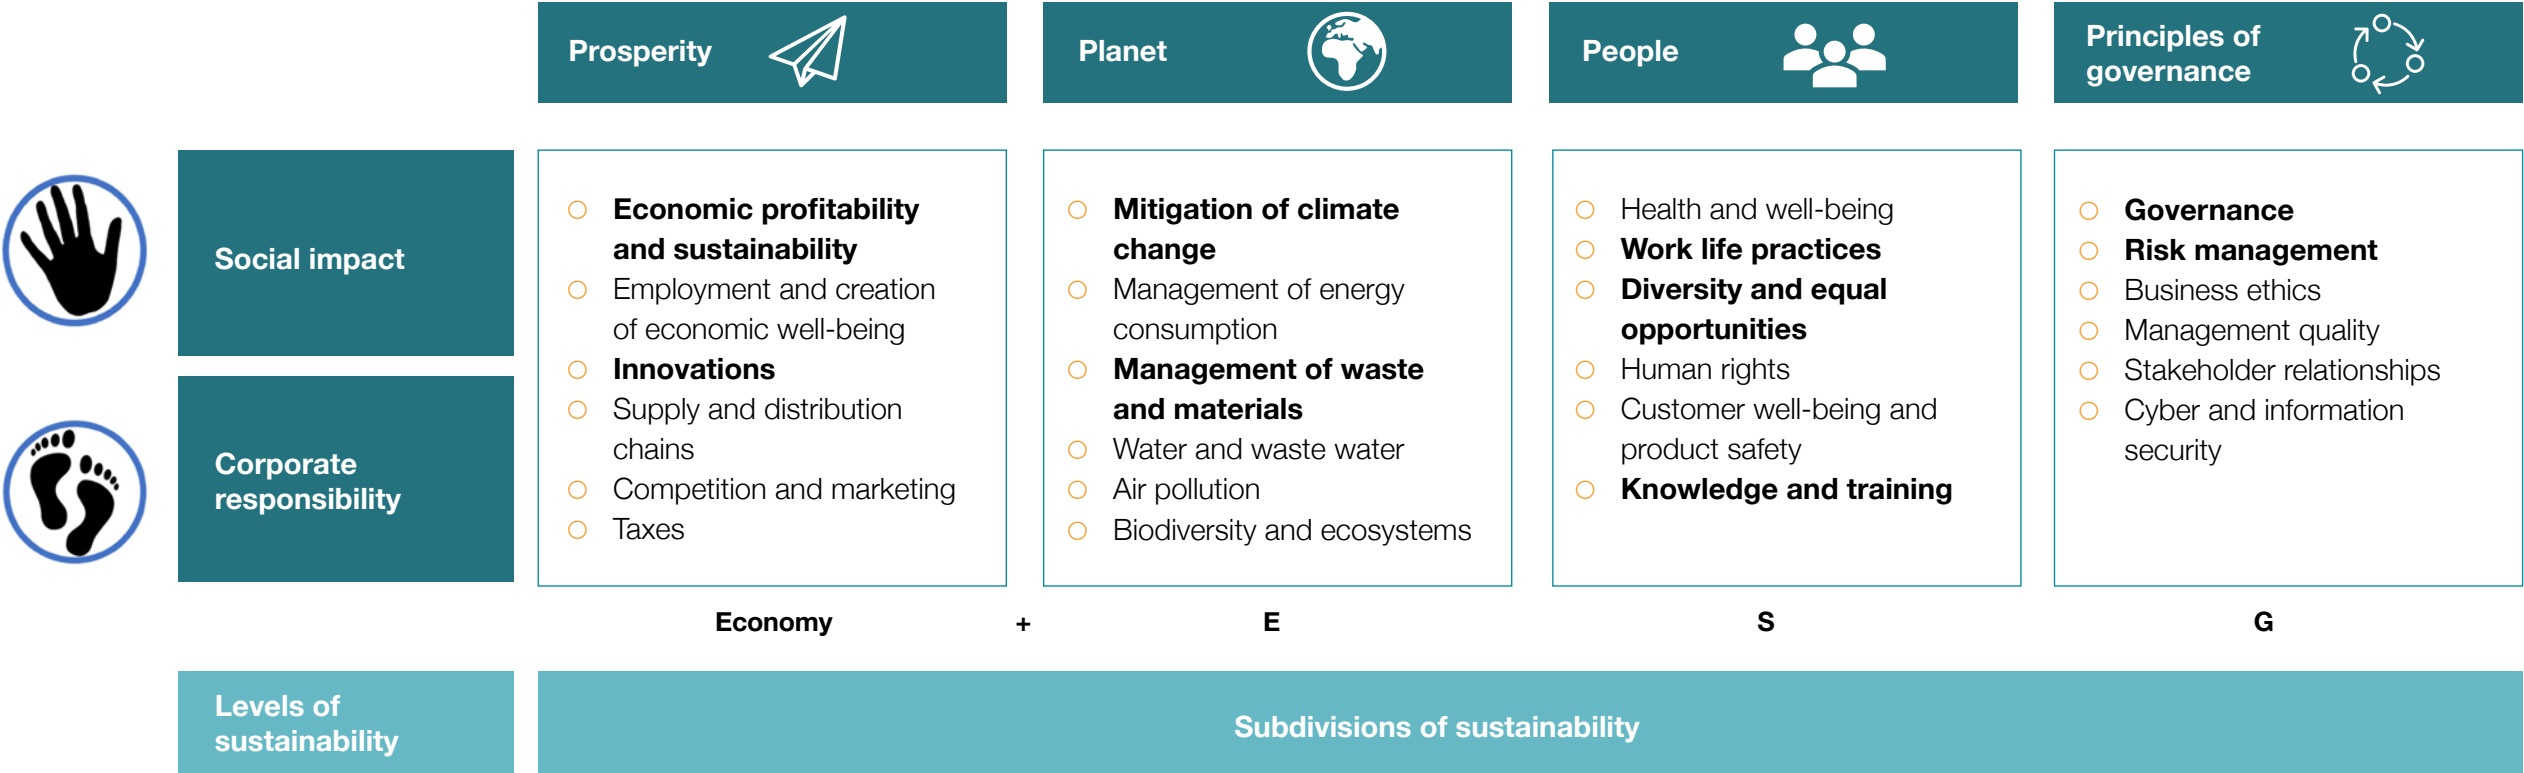 Prosperity
Planet
People
Principles of
governance
Social impact
Corporate
responsibility
Economic profitability
and sustainability
Employment and creation
of economic well-being
Innovations
Supply and distribution
chains
Competition and marketing
Taxes
Mitigation of climate
change
Management of energy
consumption
Management of waste
and materials
Water and waste water
Air pollution
Biodiversity and ecosystems
Health and well-being
Work life practices
Diversity and equal
opportunities
Human rights
Customer well-being and
product safety
Knowledge and training
Governance
Risk management
Business ethics
Management quality
Stakeholder relationships
Cyber and information
security
Economy + E S G
Levels of
sustainability
Subdivisions of sustainability